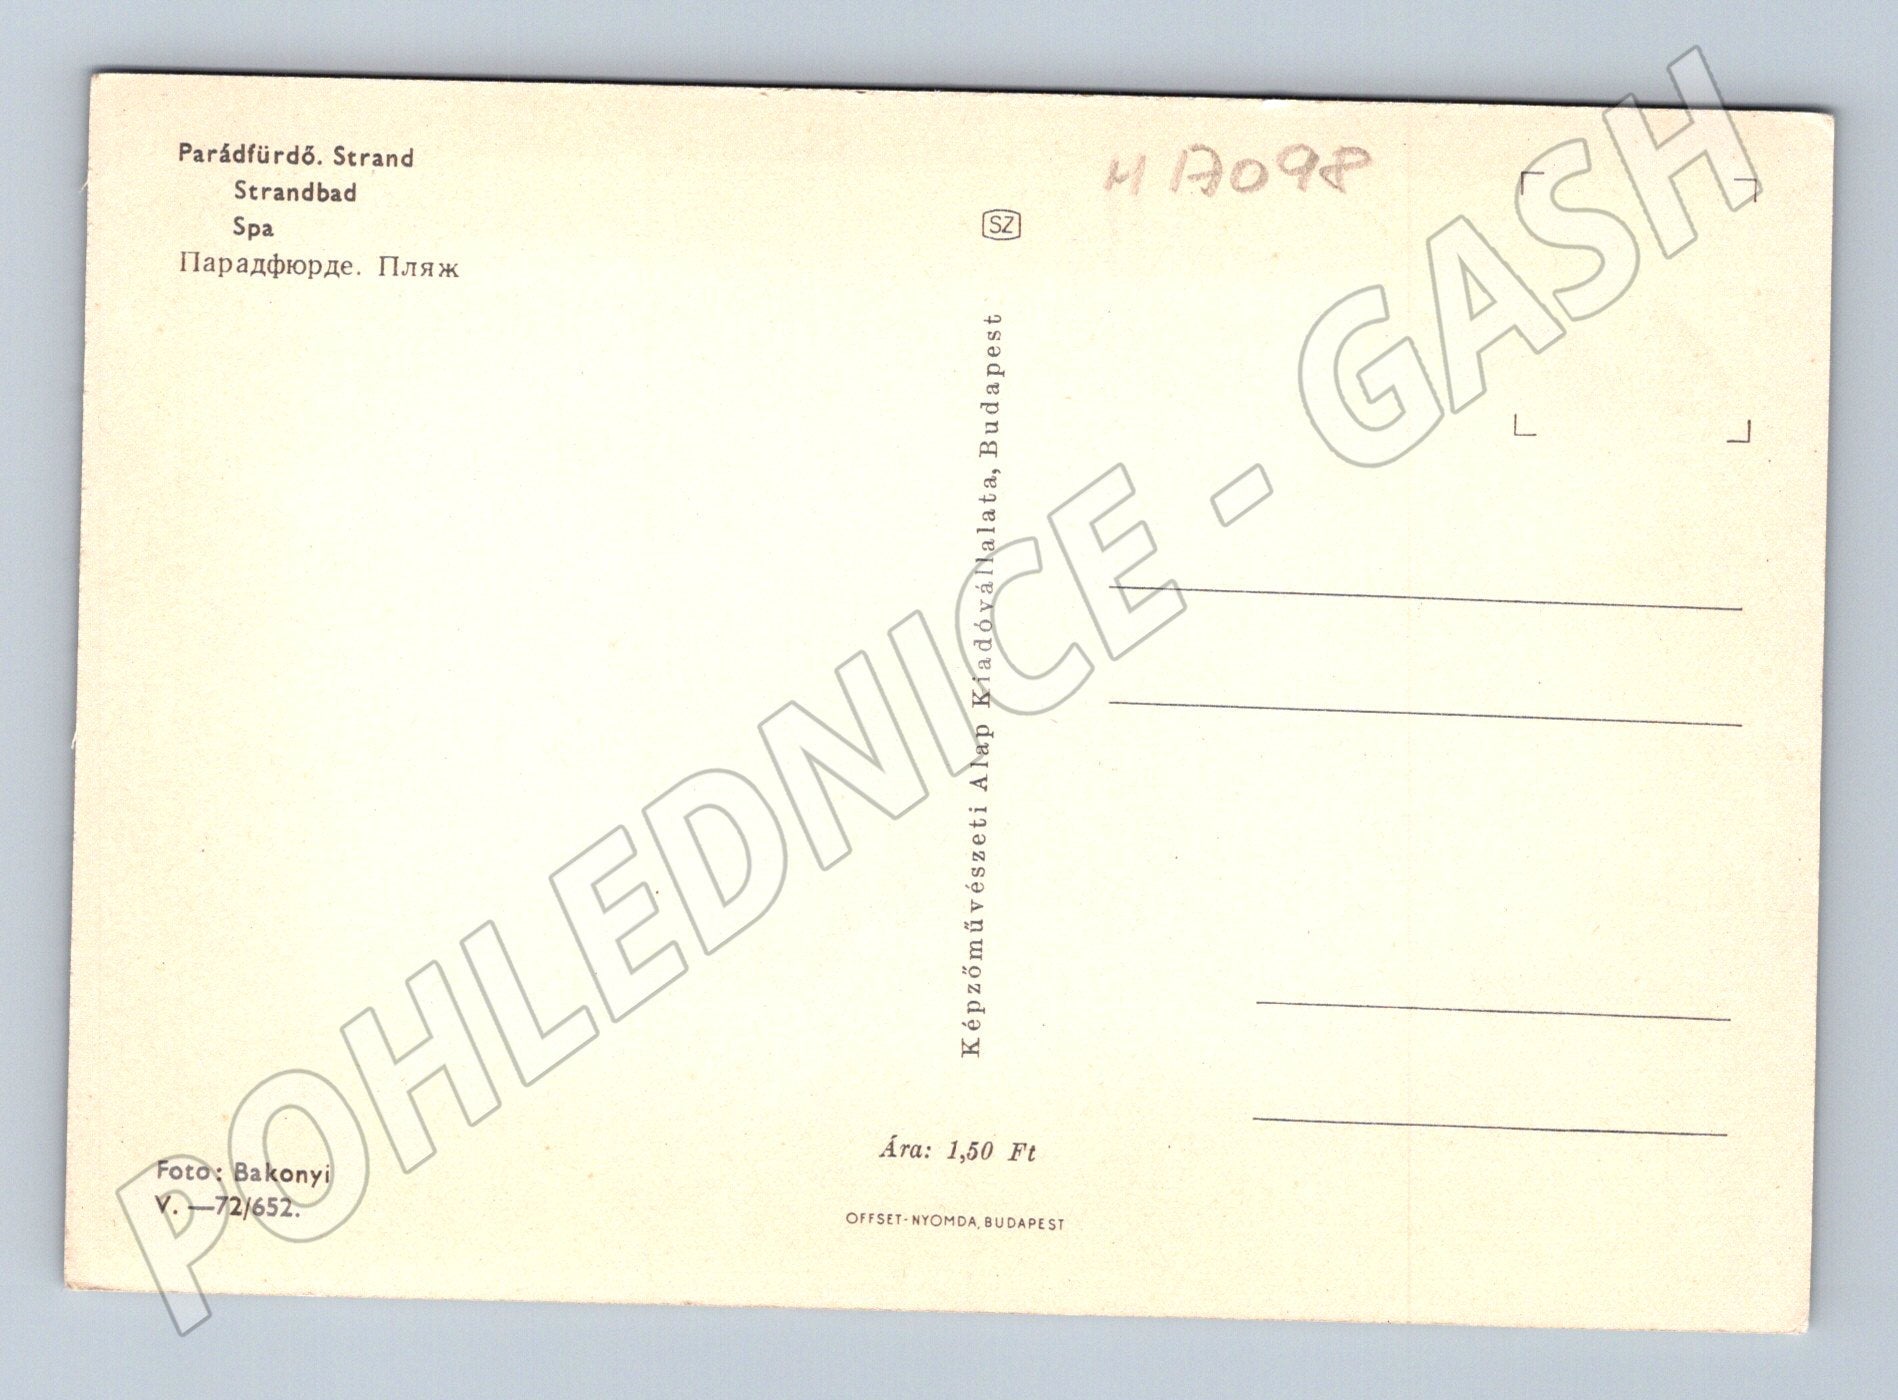 Parádfürdő. Strand
Strandbad
Spa
Парадфюрде. Пляж
M 17098
SZ
Képzőművészeti Alap Kiadóvállalata, Budapest
Foto: Bakonyi
V. —72/652.
Ára: 1,50 Ft
OFFSET-NYOMDA, BUDAPEST
POHLEDNICE - GASH